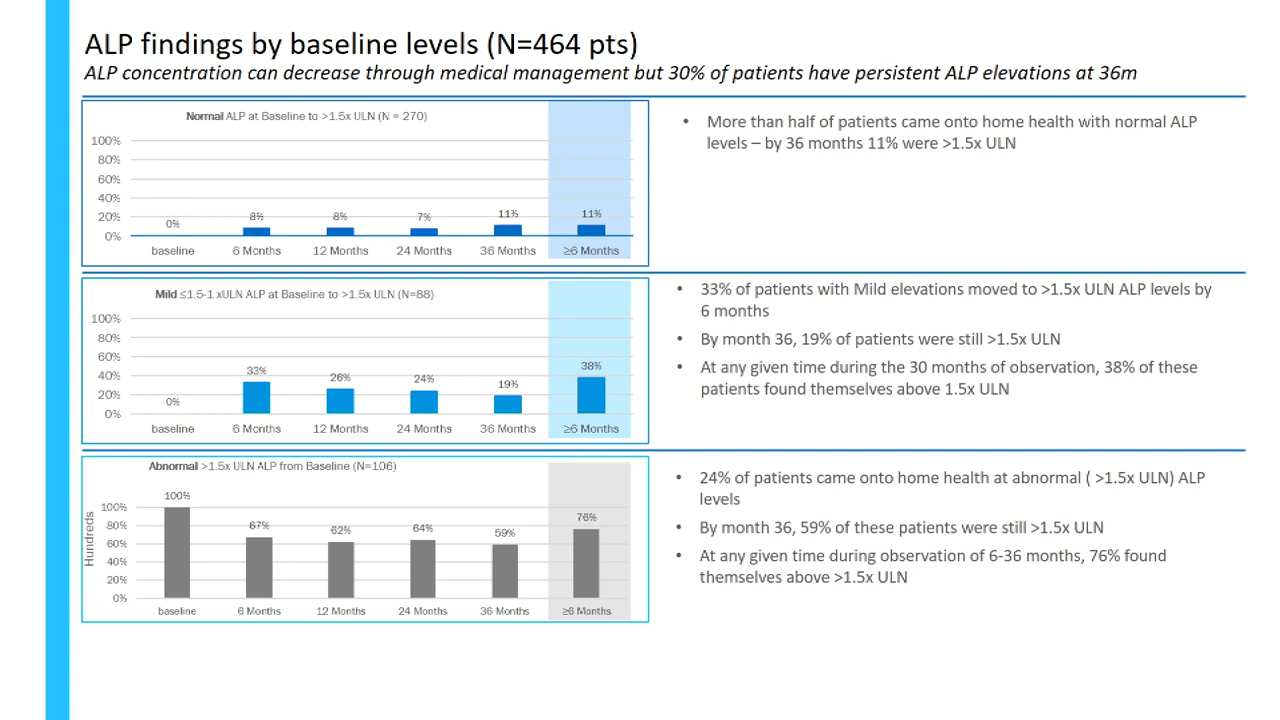 ALP findings by baseline levels (N=464 pts)
ALP concentration can decrease through medical management but 30% of patients have persistent ALP elevations at 36m
Normal ALP at Baseline to >1.5x ULN (N = 270)
100%
80%
60%
40%
20%
0%
0%
8%
8%
7%
11%
11%
baseline
6 Months
12 Months
24 Months
36 Months
≥6 Months
• More than half of patients came onto home health with normal ALP
levels – by 36 months 11% were >1.5x ULN
Mild ≤1.5-1 xULN ALP at Baseline to >1.5x ULN (N=88)
100%
80%
60%
40%
20%
0%
0%
33%
26%
24%
19%
38%
baseline
6 Months
12 Months
24 Months
36 Months
≥6 Months
• 33% of patients with Mild elevations moved to >1.5x ULN ALP levels by
6 months
• By month 36, 19% of patients were still >1.5x ULN
• At any given time during the 30 months of observation, 38% of these
patients found themselves above 1.5x ULN
Abnormal >1.5x ULN ALP from Baseline (N=106)
Hundreds
100%
80%
60%
40%
20%
0%
100%
67%
62%
64%
59%
76%
baseline
6 Months
12 Months
24 Months
36 Months
≥6 Months
• 24% of patients came onto home health at abnormal ( >1.5x ULN) ALP
levels
• By month 36, 59% of these patients were still >1.5x ULN
• At any given time during observation of 6-36 months, 76% found
themselves above >1.5x ULN